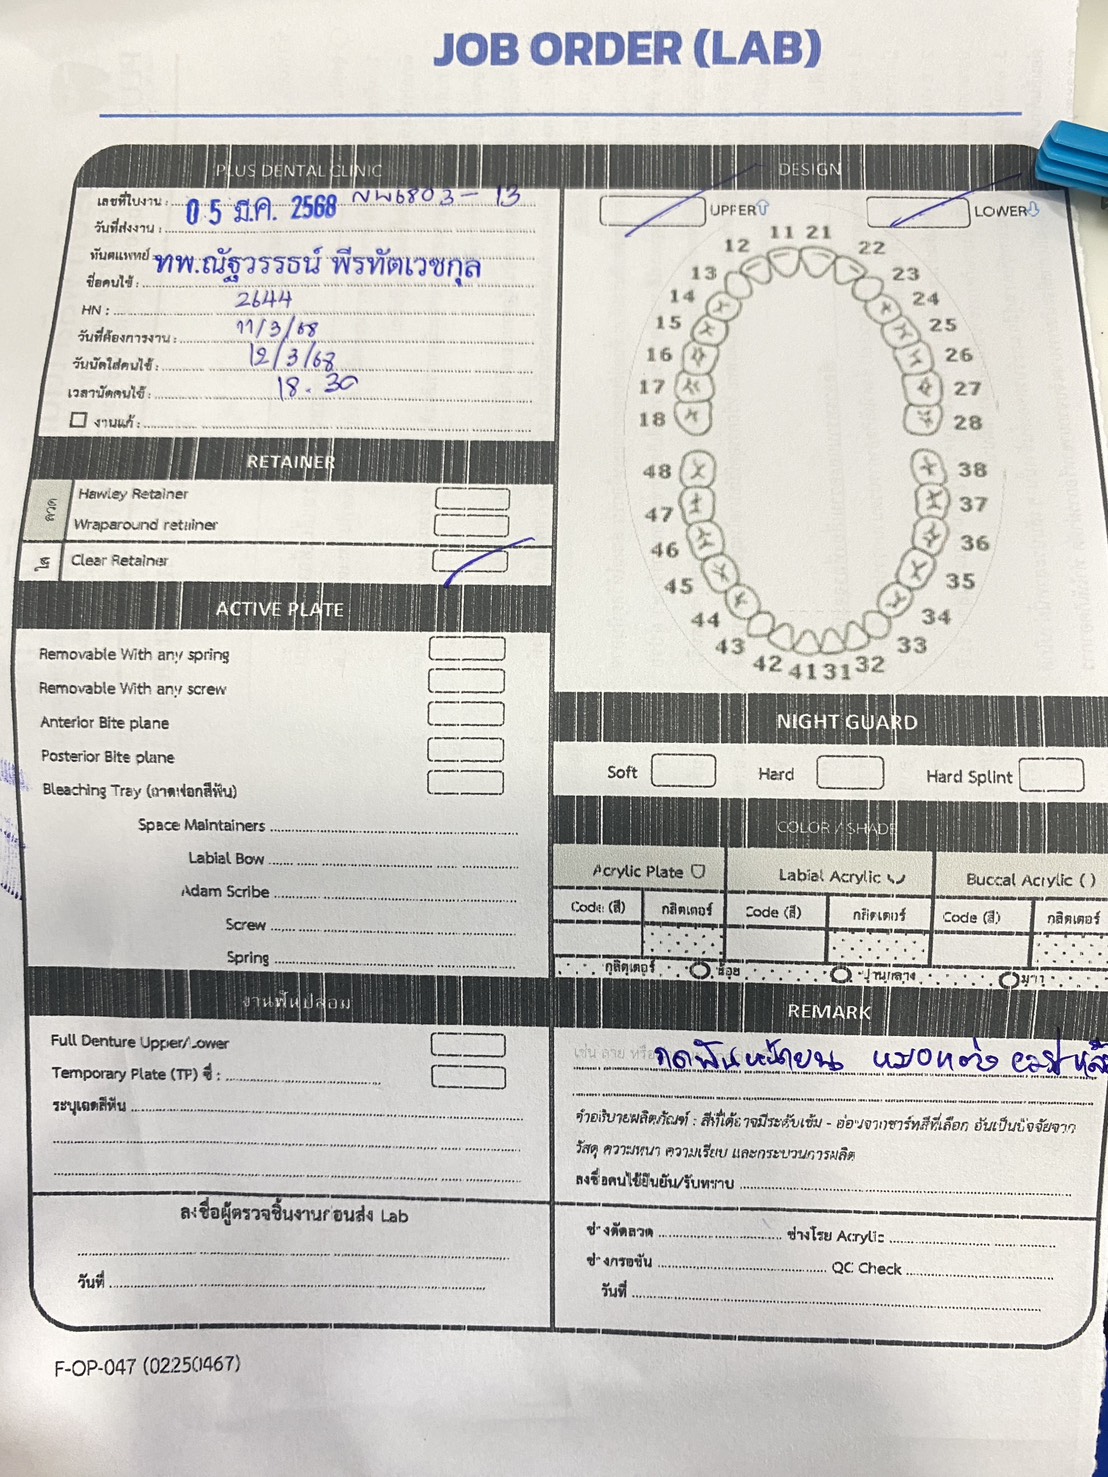 JOB ORDER (LAB)
PLUS DENTAL CLINIC
เลขที่ใบงาน : NW6803-13
วันที่ส่งงาน : 05 มี.ค. 2568
ทันตแพทย์ ทพ.ณัฐวรรธน์ พีรทัตเวชกุล
ชื่อคนไข้ :
HN : 2644
วันที่ต้องการงาน : 11/3/68
วันนัดใส่คนไข้ : 12/3/68
เวลานัดคนไข้ : 18.30
งานแก้ :
DESIGN
UPPER
LOWER
11 21
12 22
13 23
14 24
15 25
16 26
17 27
18 28
48 38
47 37
46 36
45 35
44 34
43 33
42 41 31 32
RETAINER
ลวด
Hawley Retainer
Wraparound retainer
ใส
Clear Retainer
ACTIVE PLATE
Removable With any spring
Removable With any screw
Anterior Bite plane
Posterior Bite plane
Bleaching Tray (ถาดฟอกสีฟัน)
Space Maintainers
Labial Bow
Adam Scribe
Screw
Spring
NIGHT GUARD
Soft
Hard
Hard Splint
COLOR / SHADE
Acrylic Plate
Labial Acrylic
Buccal Acrylic ( )
Code (สี) กลิตเตอร์ Code (สี) กลิตเตอร์ Code (สี) กลิตเตอร์
กลิตเตอร์ น้อย ปานกลาง มาก
งานฟันปลอม
Full Denture Upper/Lower
Temporary Plate (TP) ซี่ :
ระบุเฉดสีฟัน
REMARK
เช่น ลาย หรือ
กดฟันหน้าบน หมอแต่ง
คำอธิบายผลิตภัณฑ์ : สีที่ได้อาจมีระดับเข้ม - อ่อนจากชาร์ทสีที่เลือก อันเป็นปัจจัยจาก
วัสดุ ความหนา ความเรียบ และกระบวนการผลิต
ลงชื่อคนไข้ยืนยัน/รับทราบ
ลงชื่อผู้ตรวจชิ้นงานก่อนส่ง Lab
วันที่
ช่างดัดลวด
ช่างโรย Acrylic
ช่างกรอขัน
QC Check
วันที่
F-OP-047 (02250467)